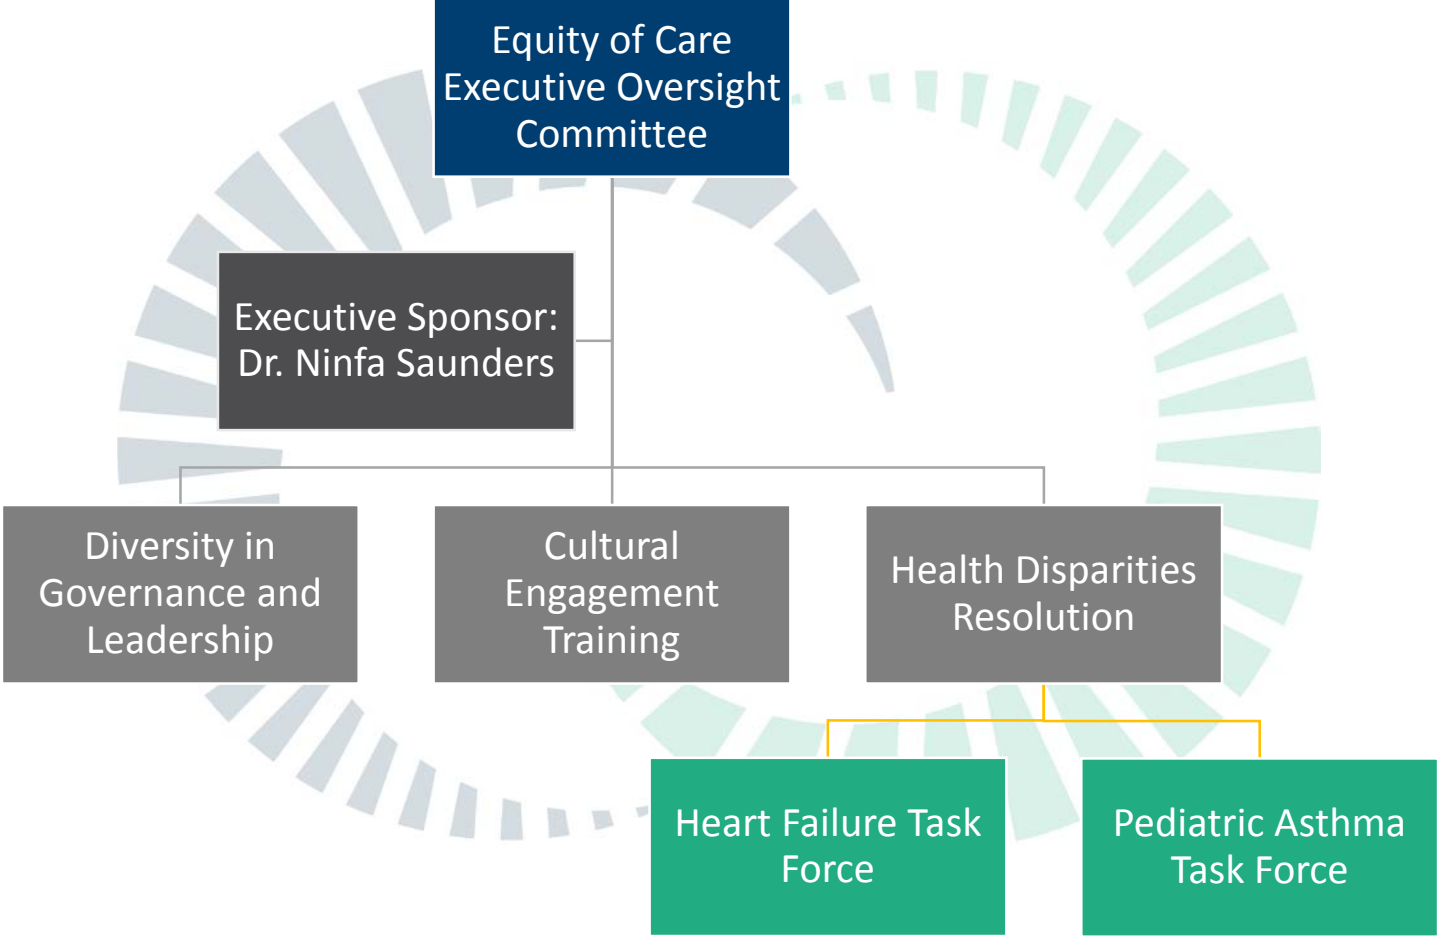 Equity of Care
Executive Oversight
Committee
Executive Sponsor:
Dr. Ninfa Saunders
Diversity in
Governance and
Leadership
Cultural
Engagement
Training
Health Disparities
Resolution
Heart Failure Task
Force
Pediatric Asthma
Task Force